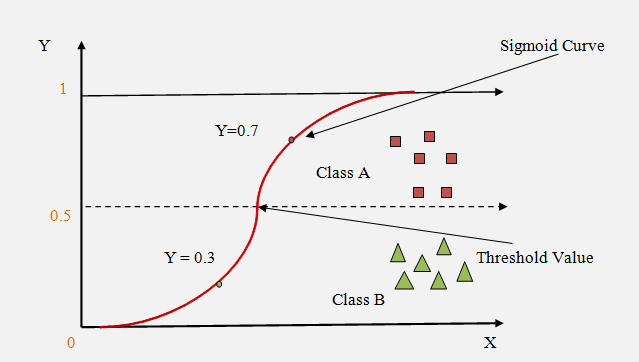 Y
Sigmoid Curve
1
Y=0.7
Class A
0.5
Y = 0.3
Threshold Value
Class B
0
X